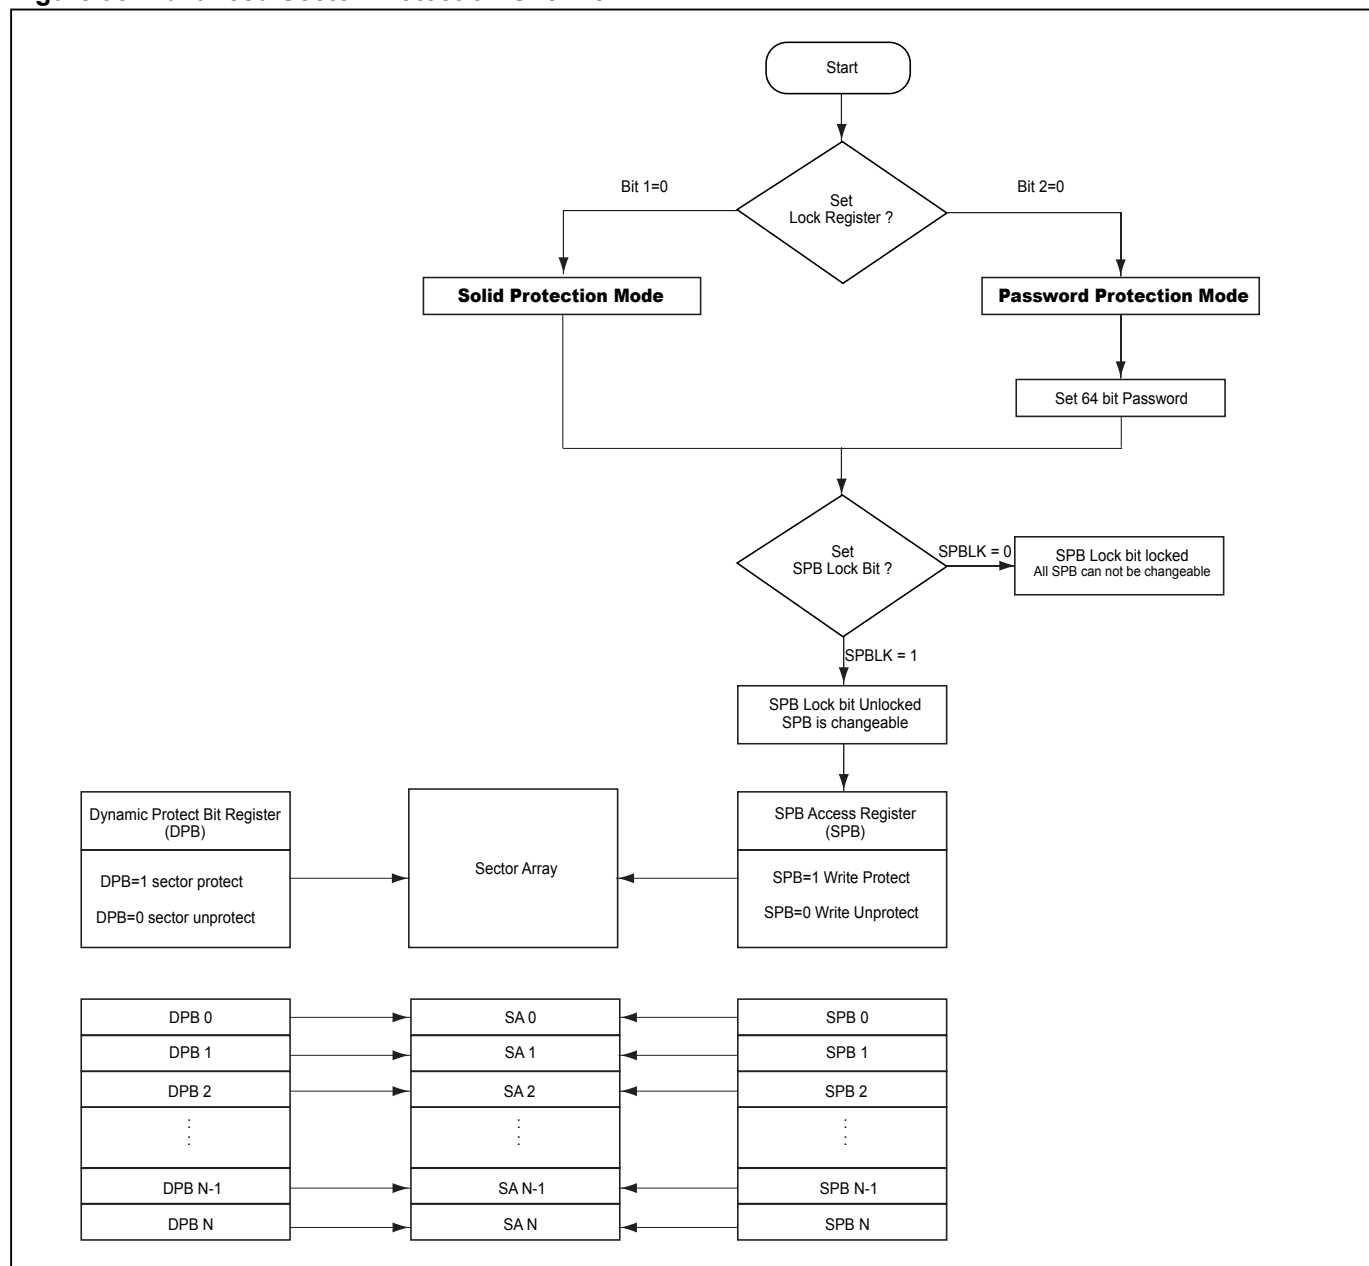 Start
Bit 1=0
Bit 2=0
Set
Lock Register ?
Solid Protection Mode
Password Protection Mode
Set 64 bit Password
Set
SPB Lock Bit ?
SPBLK = 0
SPB Lock bit locked
All SPB can not be changeable
SPBLK = 1
SPB Lock bit Unlocked
SPB is changeable
Dynamic Protect Bit Register
(DPB)
DPB=1 sector protect
DPB=0 sector unprotect
Sector Array
SPB Access Register
(SPB)
SPB=1 Write Protect
SPB=0 Write Unprotect
DPB 0
SA 0
SPB 0
DPB 1
SA 1
SPB 1
DPB 2
SA 2
SPB 2
DPB N-1
SA N-1
SPB N-1
DPB N
SA N
SPB N